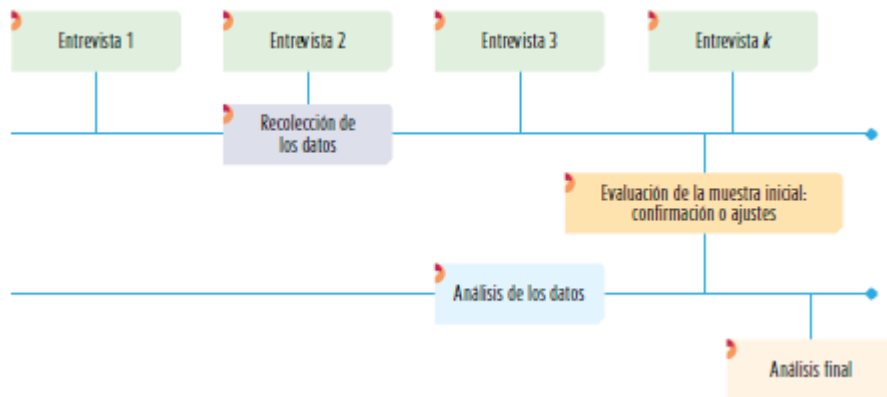 Entrevista 1
Entrevista 2
Entrevista 3
Entrevista k
Recolección de
los datos
Evaluación de la muestra inicial:
confirmación o ajustes
Análisis de los datos
Análisis final